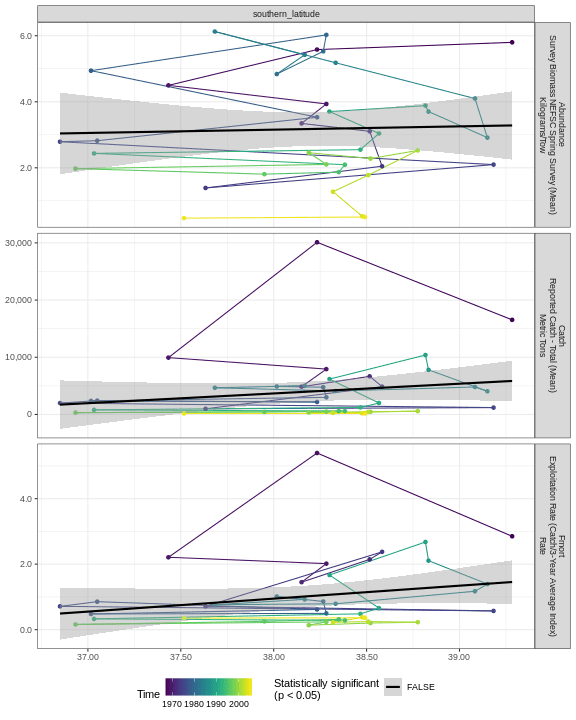 southern_latitude
6.0
4.0
2.0
Abundance
Survey Biomass NEFSC Spring Survey (Mean)
Kilograms/tow
30,000
20,000
10,000
0
Catch
Reported Catch - Total (Mean)
Metric Tons
4.0
2.0
0.0
Fmort
Exploitation Rate (Catch/3-Year Average Index)
Rate
37.00 37.50 38.00 38.50 39.00
Time
1970 1980 1990 2000
Statistically significant
(p < 0.05)
FALSE